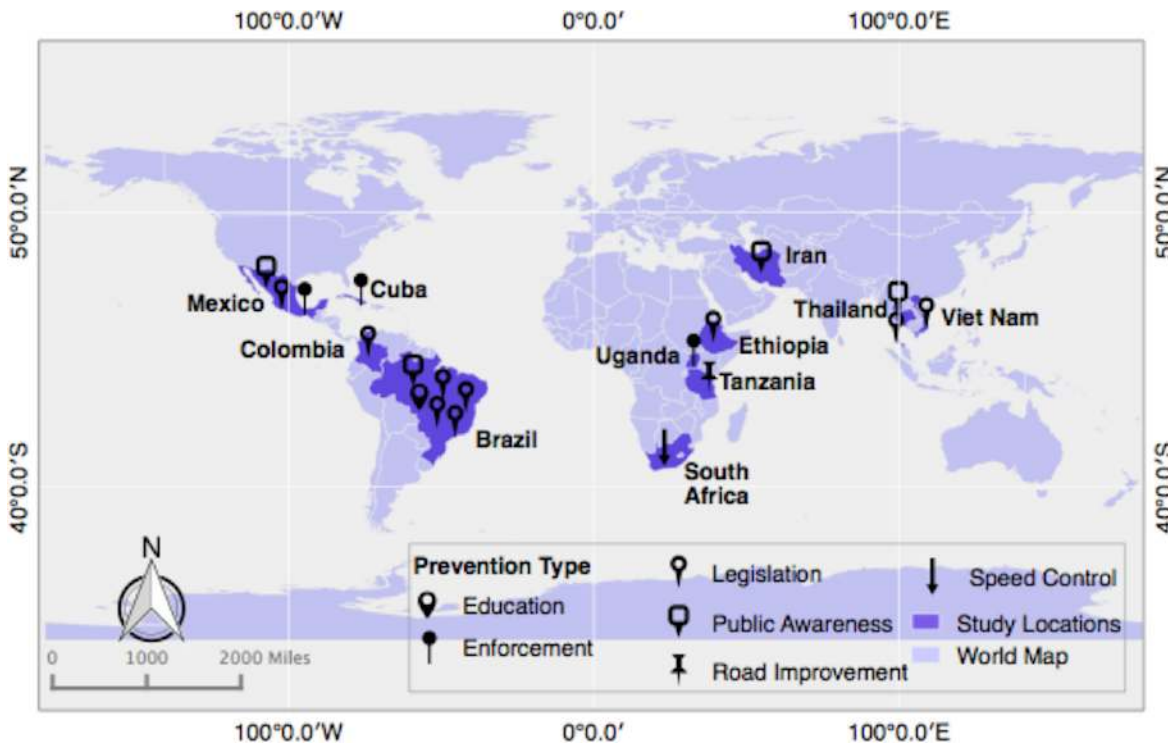 100°0.0′W 0°0.0′ 100°0.0′E
50°0.0′N
50°0.0′N
Iran
Cuba
Mexico
Thailand
Viet Nam
Colombia
Uganda
Ethiopia
Tanzania
Brazil
South
Africa
40°0.0′S
40°0.0′S
N
0 1000 2000 Miles
Prevention Type
Education
Enforcement
Legislation
Public Awareness
Road Improvement
Speed Control
Study Locations
World Map
100°0.0′W 0°0.0′ 100°0.0′E